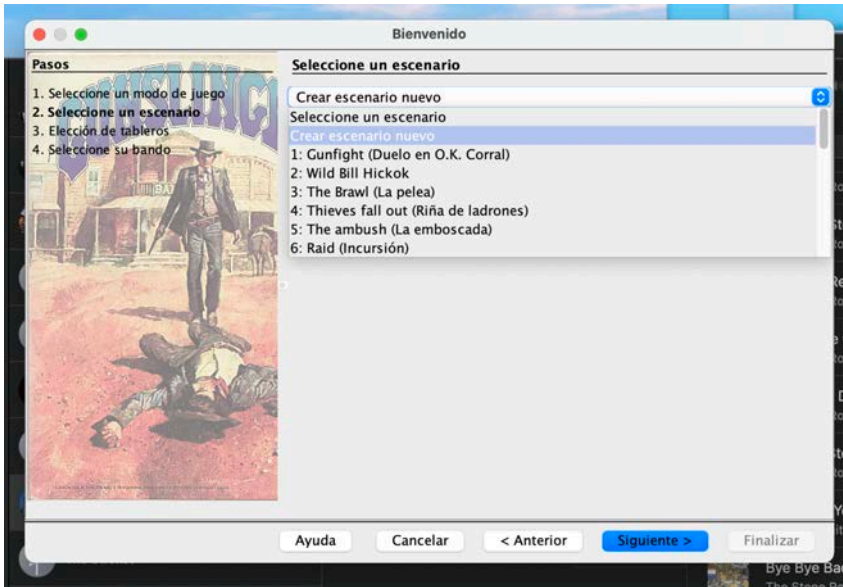 Bienvenido
Pasos
1. Seleccione un modo de juego
2. Seleccione un escenario
3. Elección de tableros
4. Seleccione su bando
GUNSLINGER
Seleccione un escenario
Crear escenario nuevo
Seleccione un escenario
Crear escenario nuevo
1: Gunfight (Duelo en O.K. Corral)
2: Wild Bill Hickok
3: The Brawl (La pelea)
4: Thieves fall out (Riña de ladrones)
5: The ambush (La emboscada)
6: Raid (Incursión)
Ayuda
Cancelar
< Anterior
Siguiente >
Finalizar
Bye Bye Ba